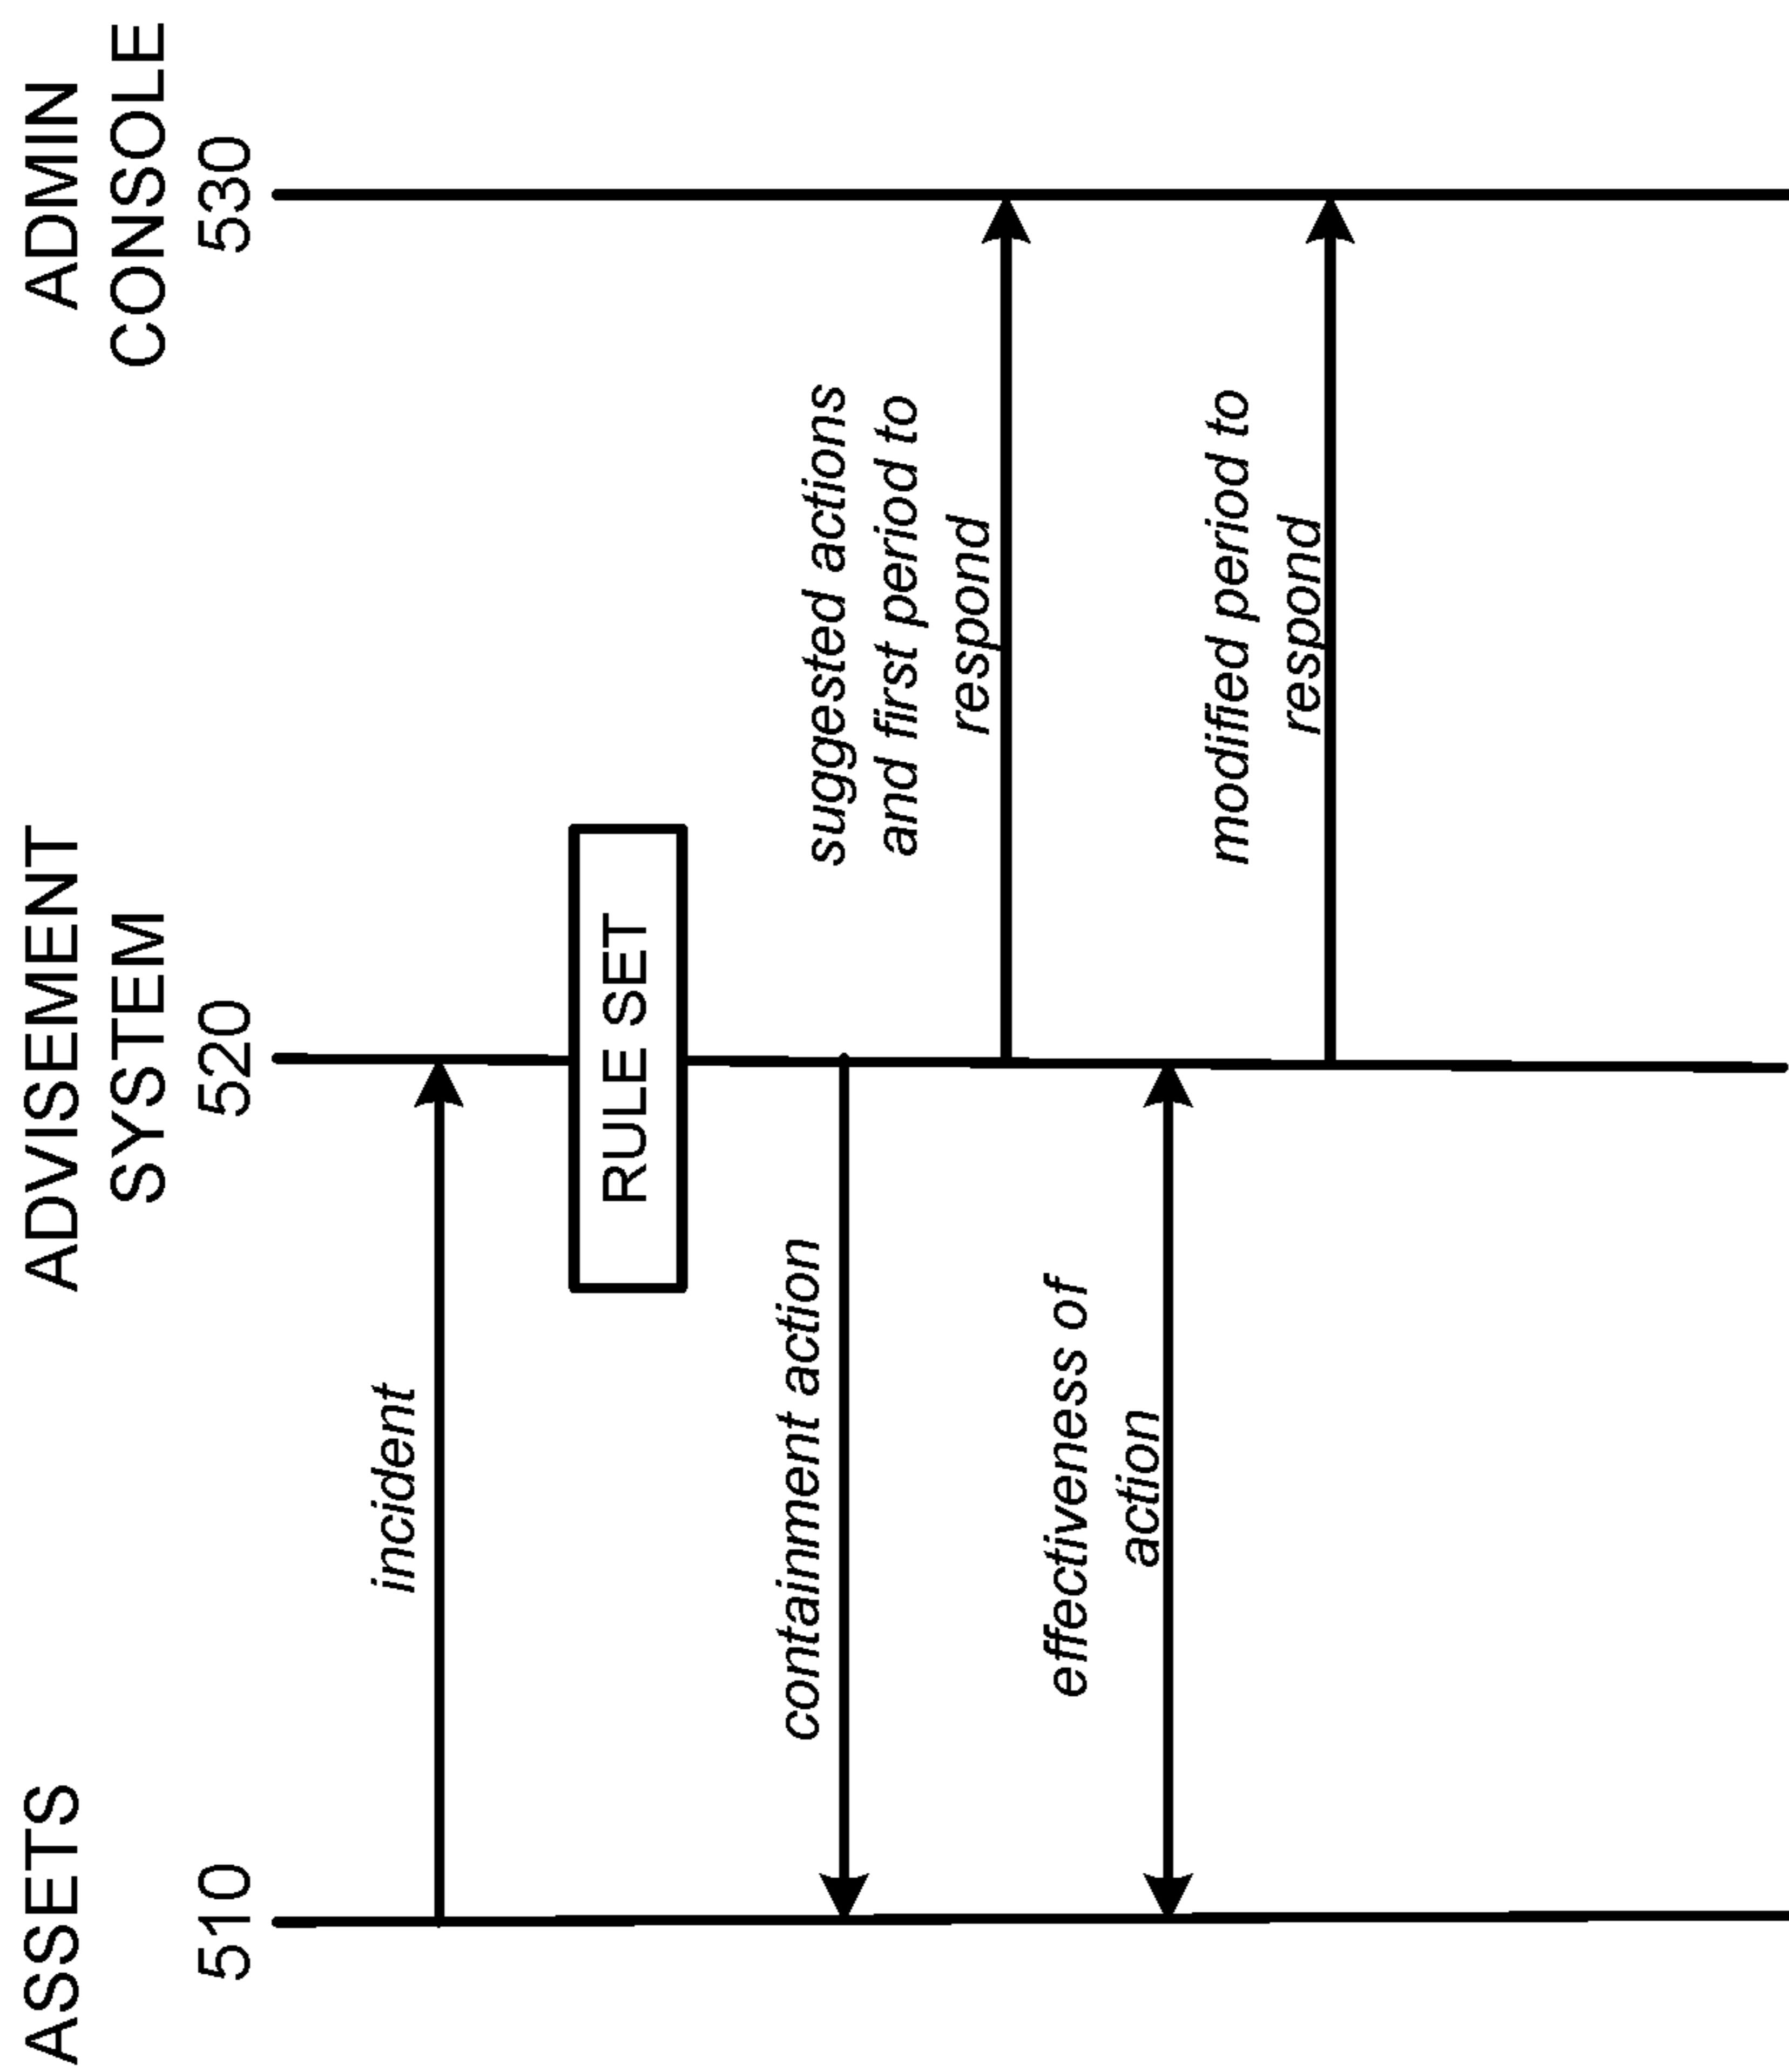 ASSETS
510
ADVISEMENT
SYSTEM
520
ADMIN
CONSOLE
530
incident
RULE SET
containment action
suggested actions
and first period to
respond
effectiveness of
action
modified period to
respond